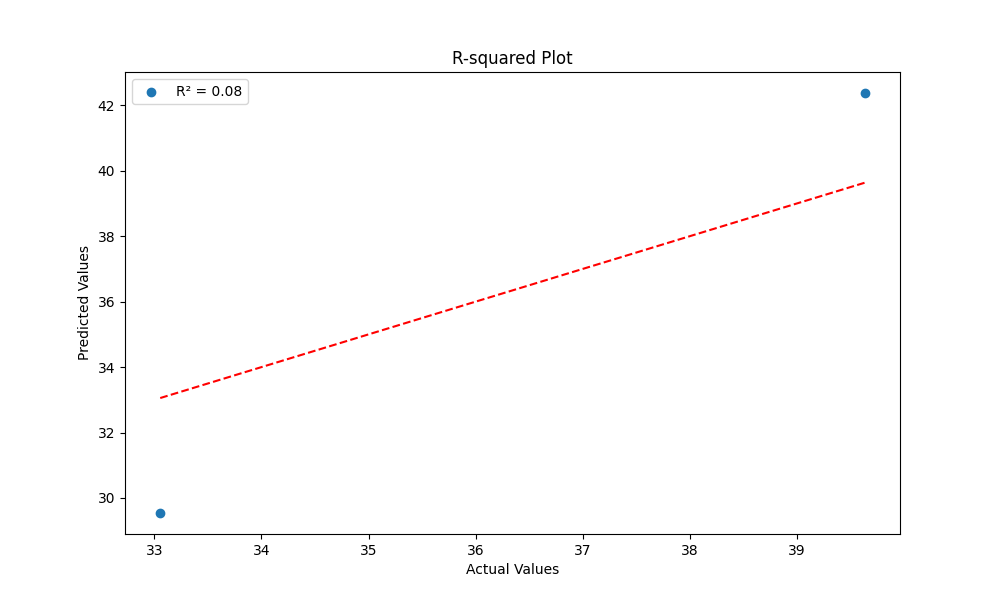 R-squared Plot
R² = 0.08
Predicted Values
42
40
38
36
34
32
30
33 34 35 36 37 38 39
Actual Values